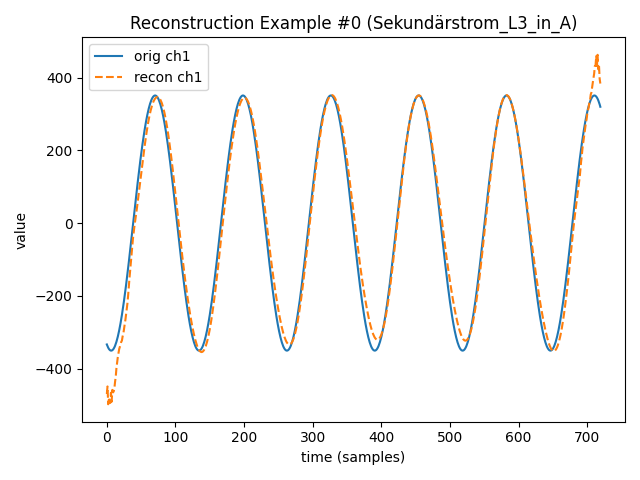 Reconstruction Example #0 (Sekundärstrom_L3_in_A)
orig ch1
recon ch1
400
200
0
−200
−400
value
0 100 200 300 400 500 600 700
time (samples)